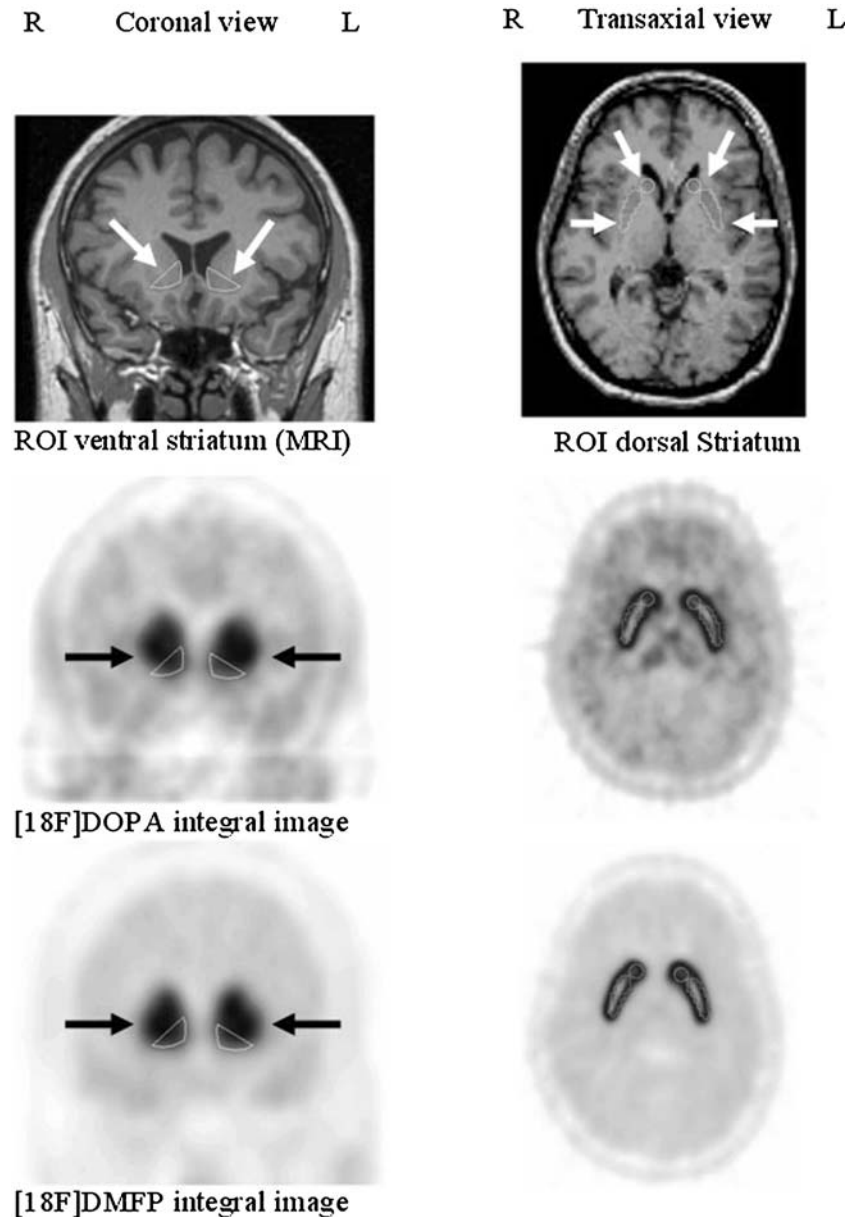 R Coronal view L
R Transaxial view L
ROI ventral striatum (MRI)
ROI dorsal Striatum
[18F]DOPA integral image
[18F]DMFP integral image